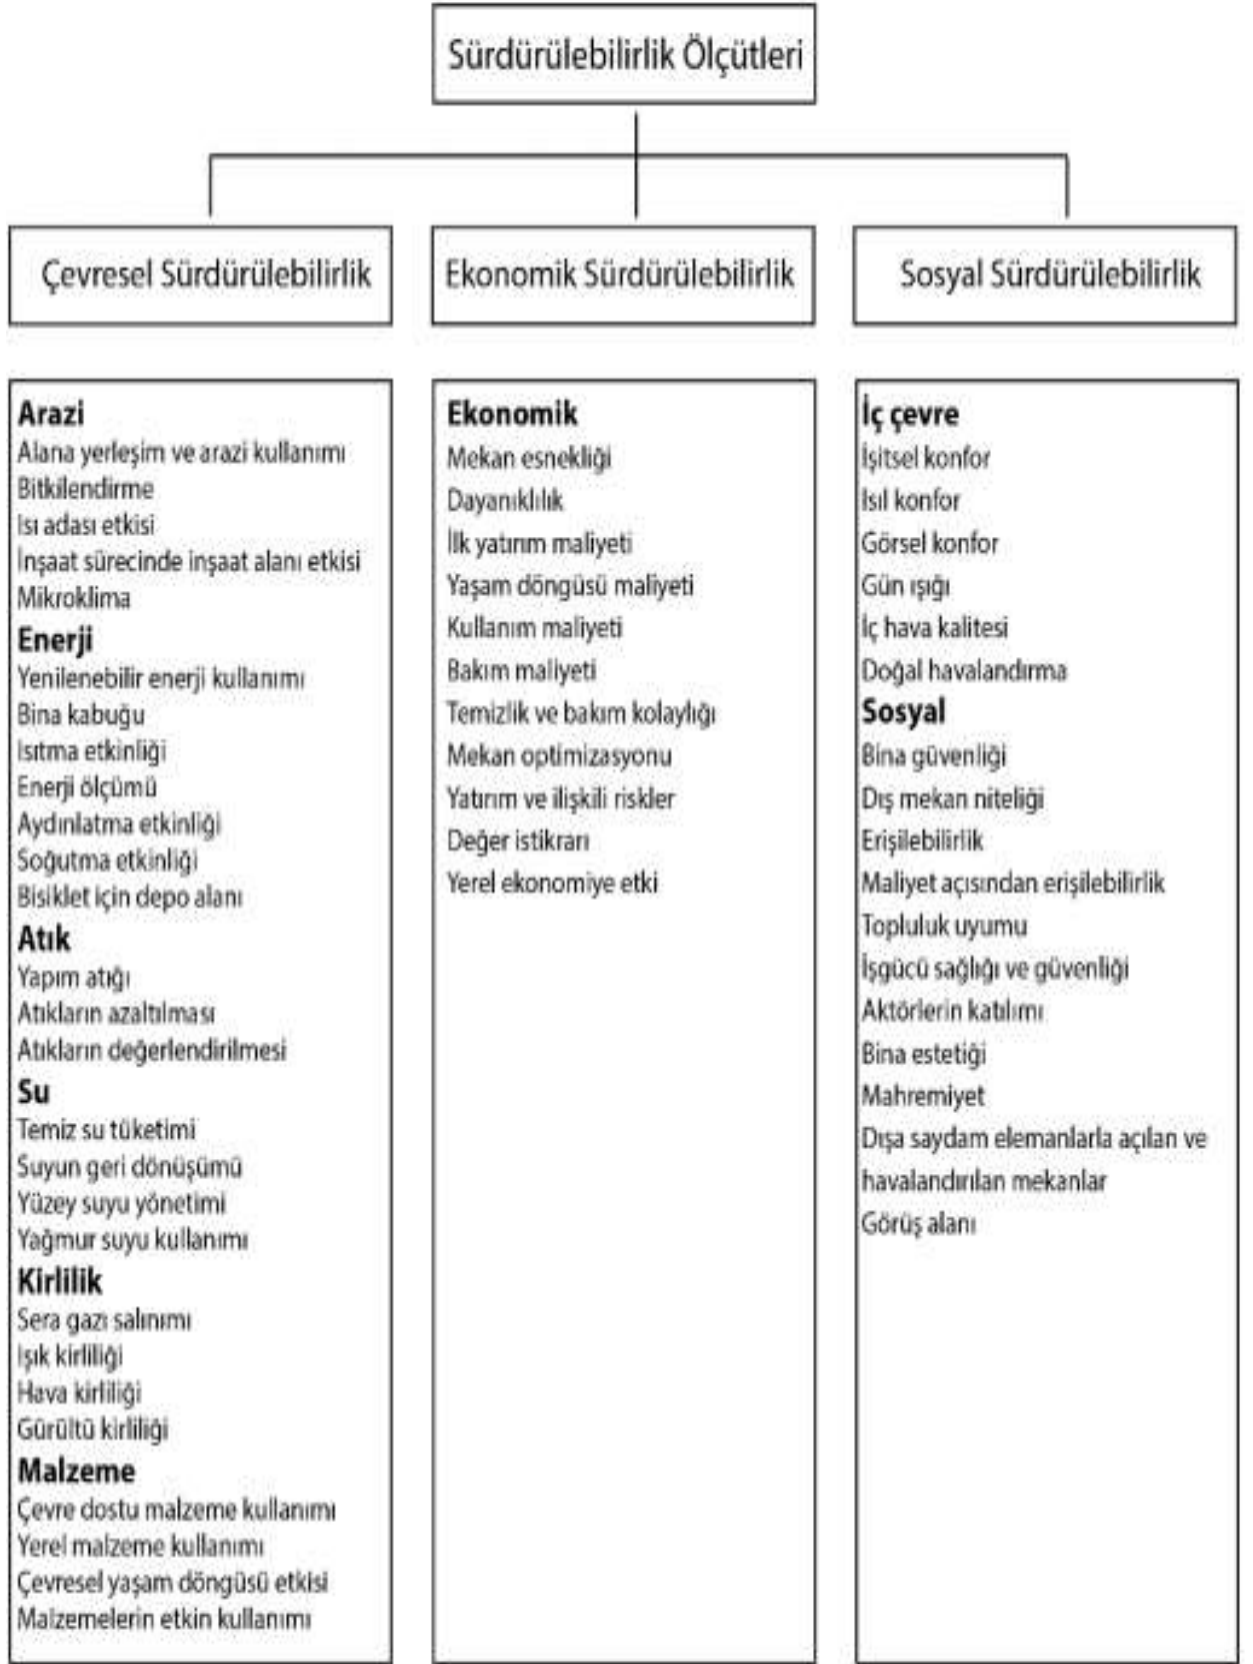 Sürdürülebilirlik Ölçütleri
Çevresel Sürdürülebilirlik
Ekonomik Sürdürülebilirlik
Sosyal Sürdürülebilirlik
Arazi
Alana yerleşim ve arazi kullanımı
Bitkilendirme
Isı adası etkisi
İnşaat sürecinde inşaat alanı etkisi
Mikroklima
Enerji
Yenilenebilir enerji kullanımı
Bina kabuğu
Isıtma etkinliği
Enerji ölçümü
Aydınlatma etkinliği
Soğutma etkinliği
Bisiklet için depo alanı
Atık
Yapım atığı
Atıkların azaltılması
Atıkların değerlendirilmesi
Su
Temiz su tüketimi
Suyun geri dönüşümü
Yüzey suyu yönetimi
Yağmur suyu kullanımı
Kirlilik
Sera gazı salınımı
Işık kirliliği
Hava kirliliği
Gürültü kirliliği
Malzeme
Çevre dostu malzeme kullanımı
Yerel malzeme kullanımı
Çevresel yaşam döngüsü etkisi
Malzemelerin etkin kullanımı
Ekonomik
Mekan esnekliği
Dayanıklılık
İlk yatırım maliyeti
Yaşam döngüsü maliyeti
Kullanım maliyeti
Bakım maliyeti
Temizlik ve bakım kolaylığı
Mekan optimizasyonu
Yatırım ve ilişkili riskler
Değer istikrarı
Yerel ekonomiye etki
İç çevre
İşitsel konfor
Isıl konfor
Görsel konfor
Gün ışığı
İç hava kalitesi
Doğal havalandırma
Sosyal
Bina güvenliği
Dış mekan niteliği
Erişilebilirlik
Maliyet açısından erişilebilirlik
Topluluk uyumu
İşgücü sağlığı ve güvenliği
Aktörlerin katılımı
Bina estetiği
Mahremiyet
Dışa saydam elemanlarla açılan ve
havalandırılan mekanlar
Görüş alanı